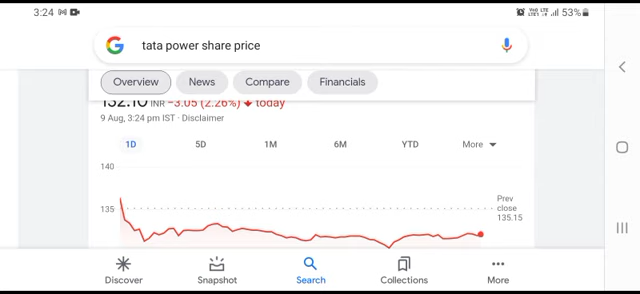 3:24 53%
tata power share price
Overview News Compare Financials
132.10 INR −3.05 (2.26%) today
9 Aug, 3:24 pm IST · Disclaimer
1D 5D 1M 6M YTD More
140
135
Prev
close
135.15
Discover Snapshot Search Collections More